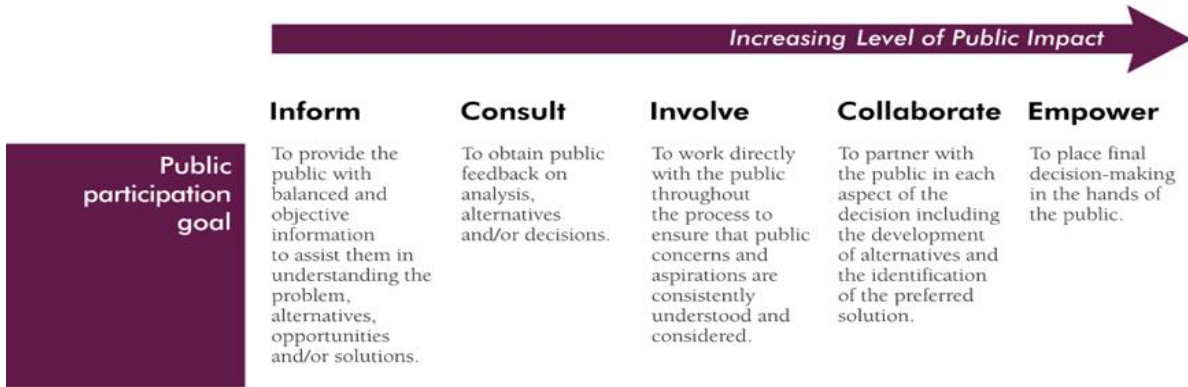 Increasing Level of Public Impact
Inform
Consult
Involve
Collaborate
Empower
Public
participation
goal
To provide the
public with
balanced and
objective
information
to assist them in
understanding the
problem,
alternatives,
opportunities
and/or solutions.
To obtain public
feedback on
analysis,
alternatives
and/or decisions.
To work directly
with the public
throughout
the process to
ensure that public
concerns and
aspirations are
consistently
understood and
considered.
To partner with
the public in each
aspect of the
decision including
the development
of alternatives and
the identification
of the preferred
solution.
To place final
decision-making
in the hands of
the public.